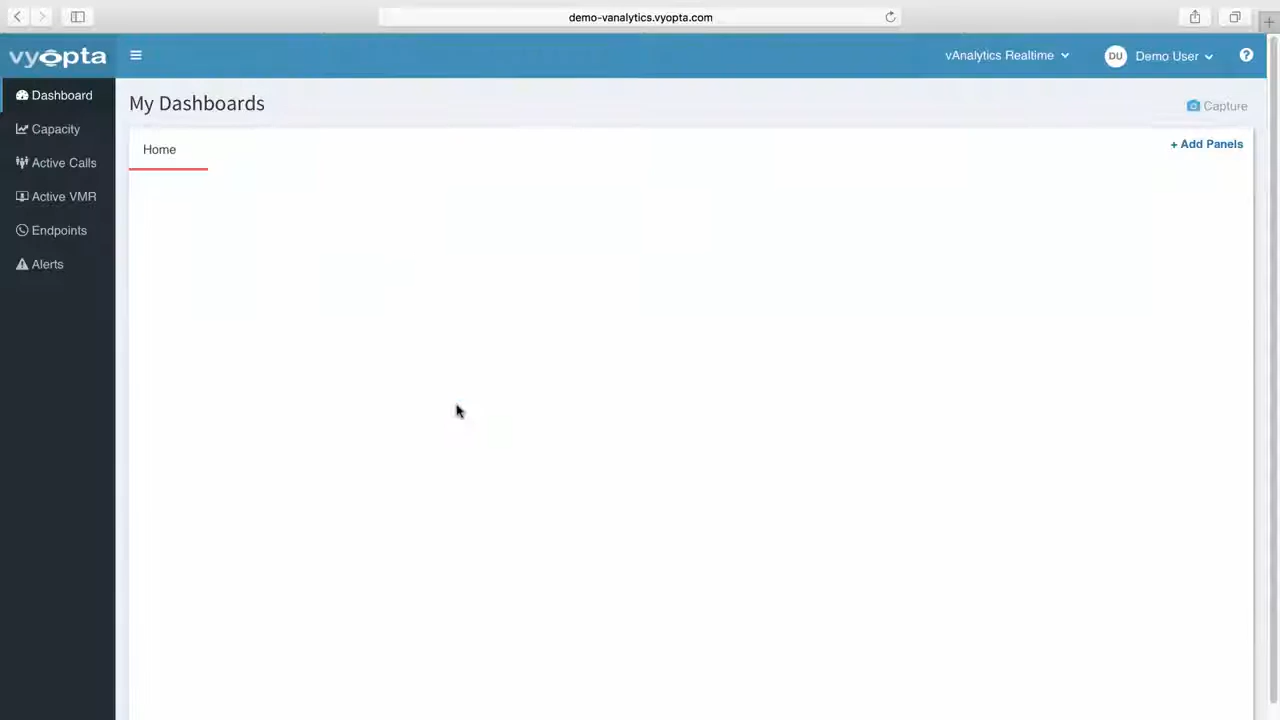 demo-vanalytics.vyopta.com
vyopta
vAnalytics Realtime
DU
Demo User
?
Dashboard
Capacity
Active Calls
Active VMR
Endpoints
Alerts
My Dashboards
Capture
Home
+ Add Panels